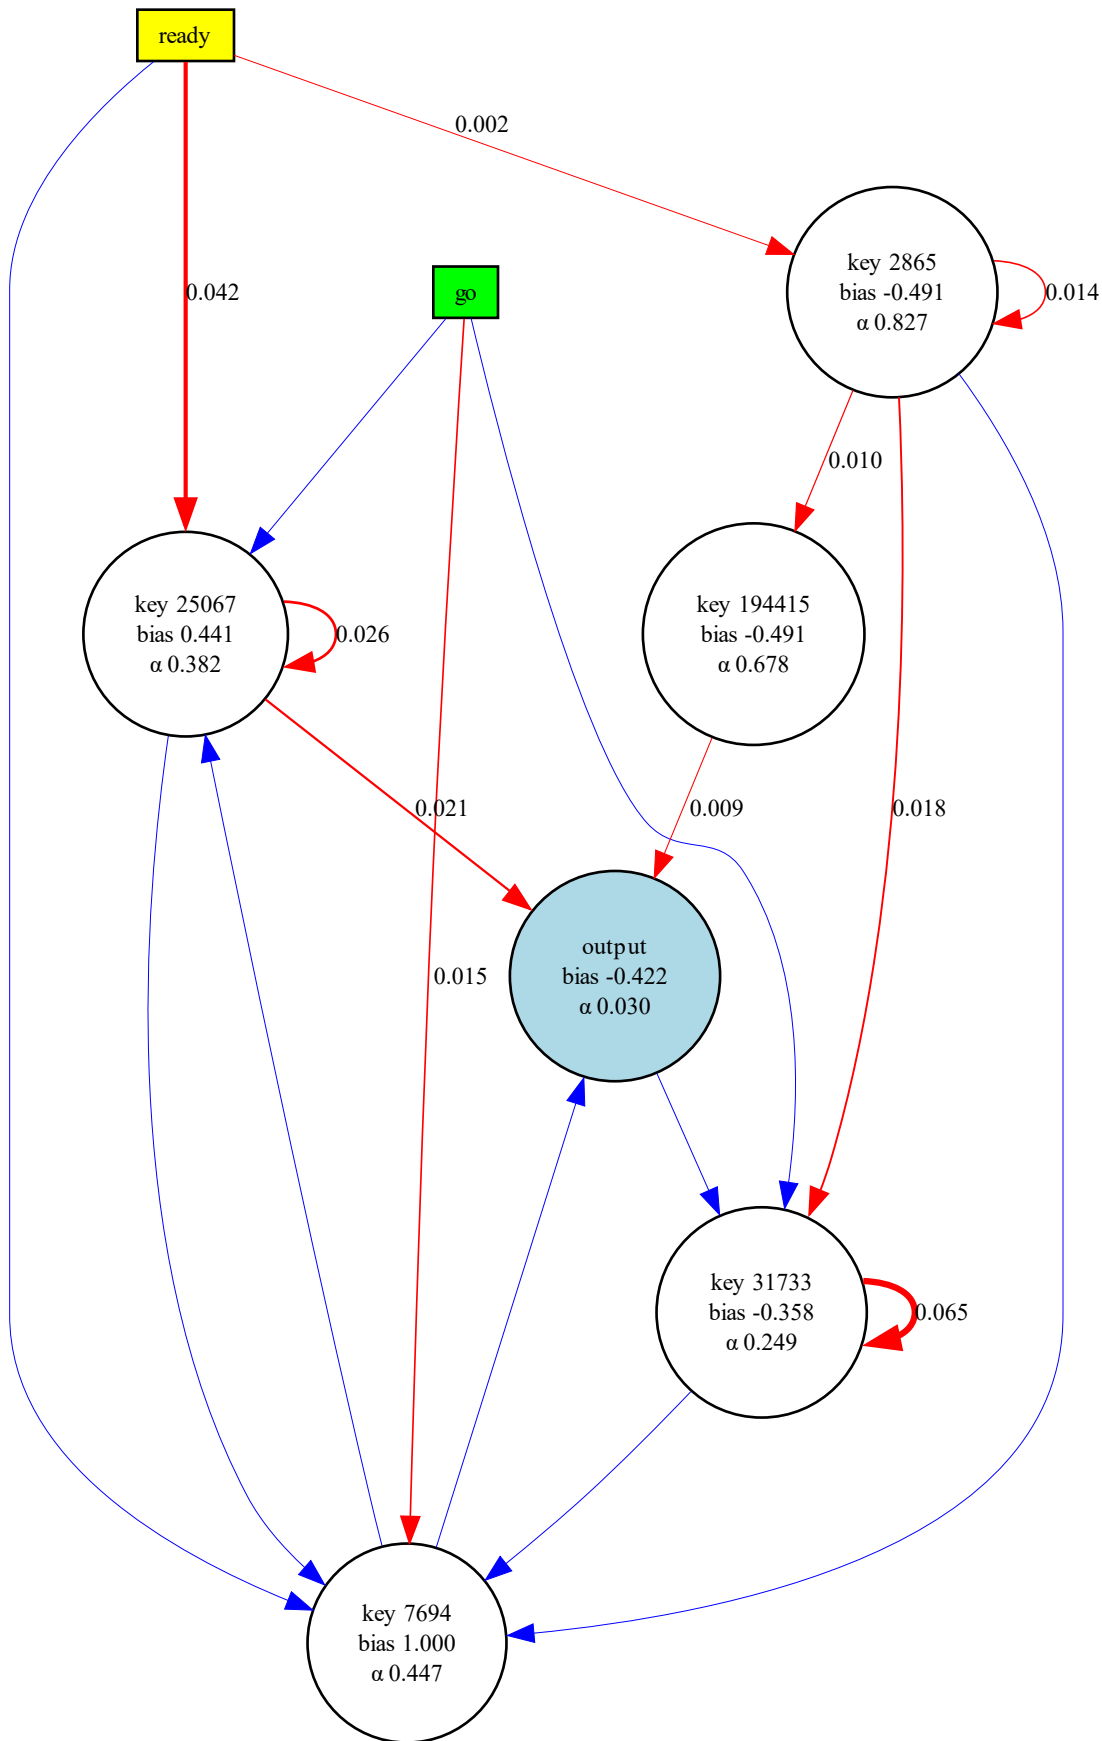 ready
0.002
key 2865
bias -0.491
α 0.827
0.014
go
0.042
0.010
key 25067
bias 0.441
α 0.382
0.026
key 194415
bias -0.491
α 0.678
0.021
0.009
0.018
output
bias -0.422
α 0.030
0.015
key 31733
bias -0.358
α 0.249
0.065
key 7694
bias 1.000
α 0.447